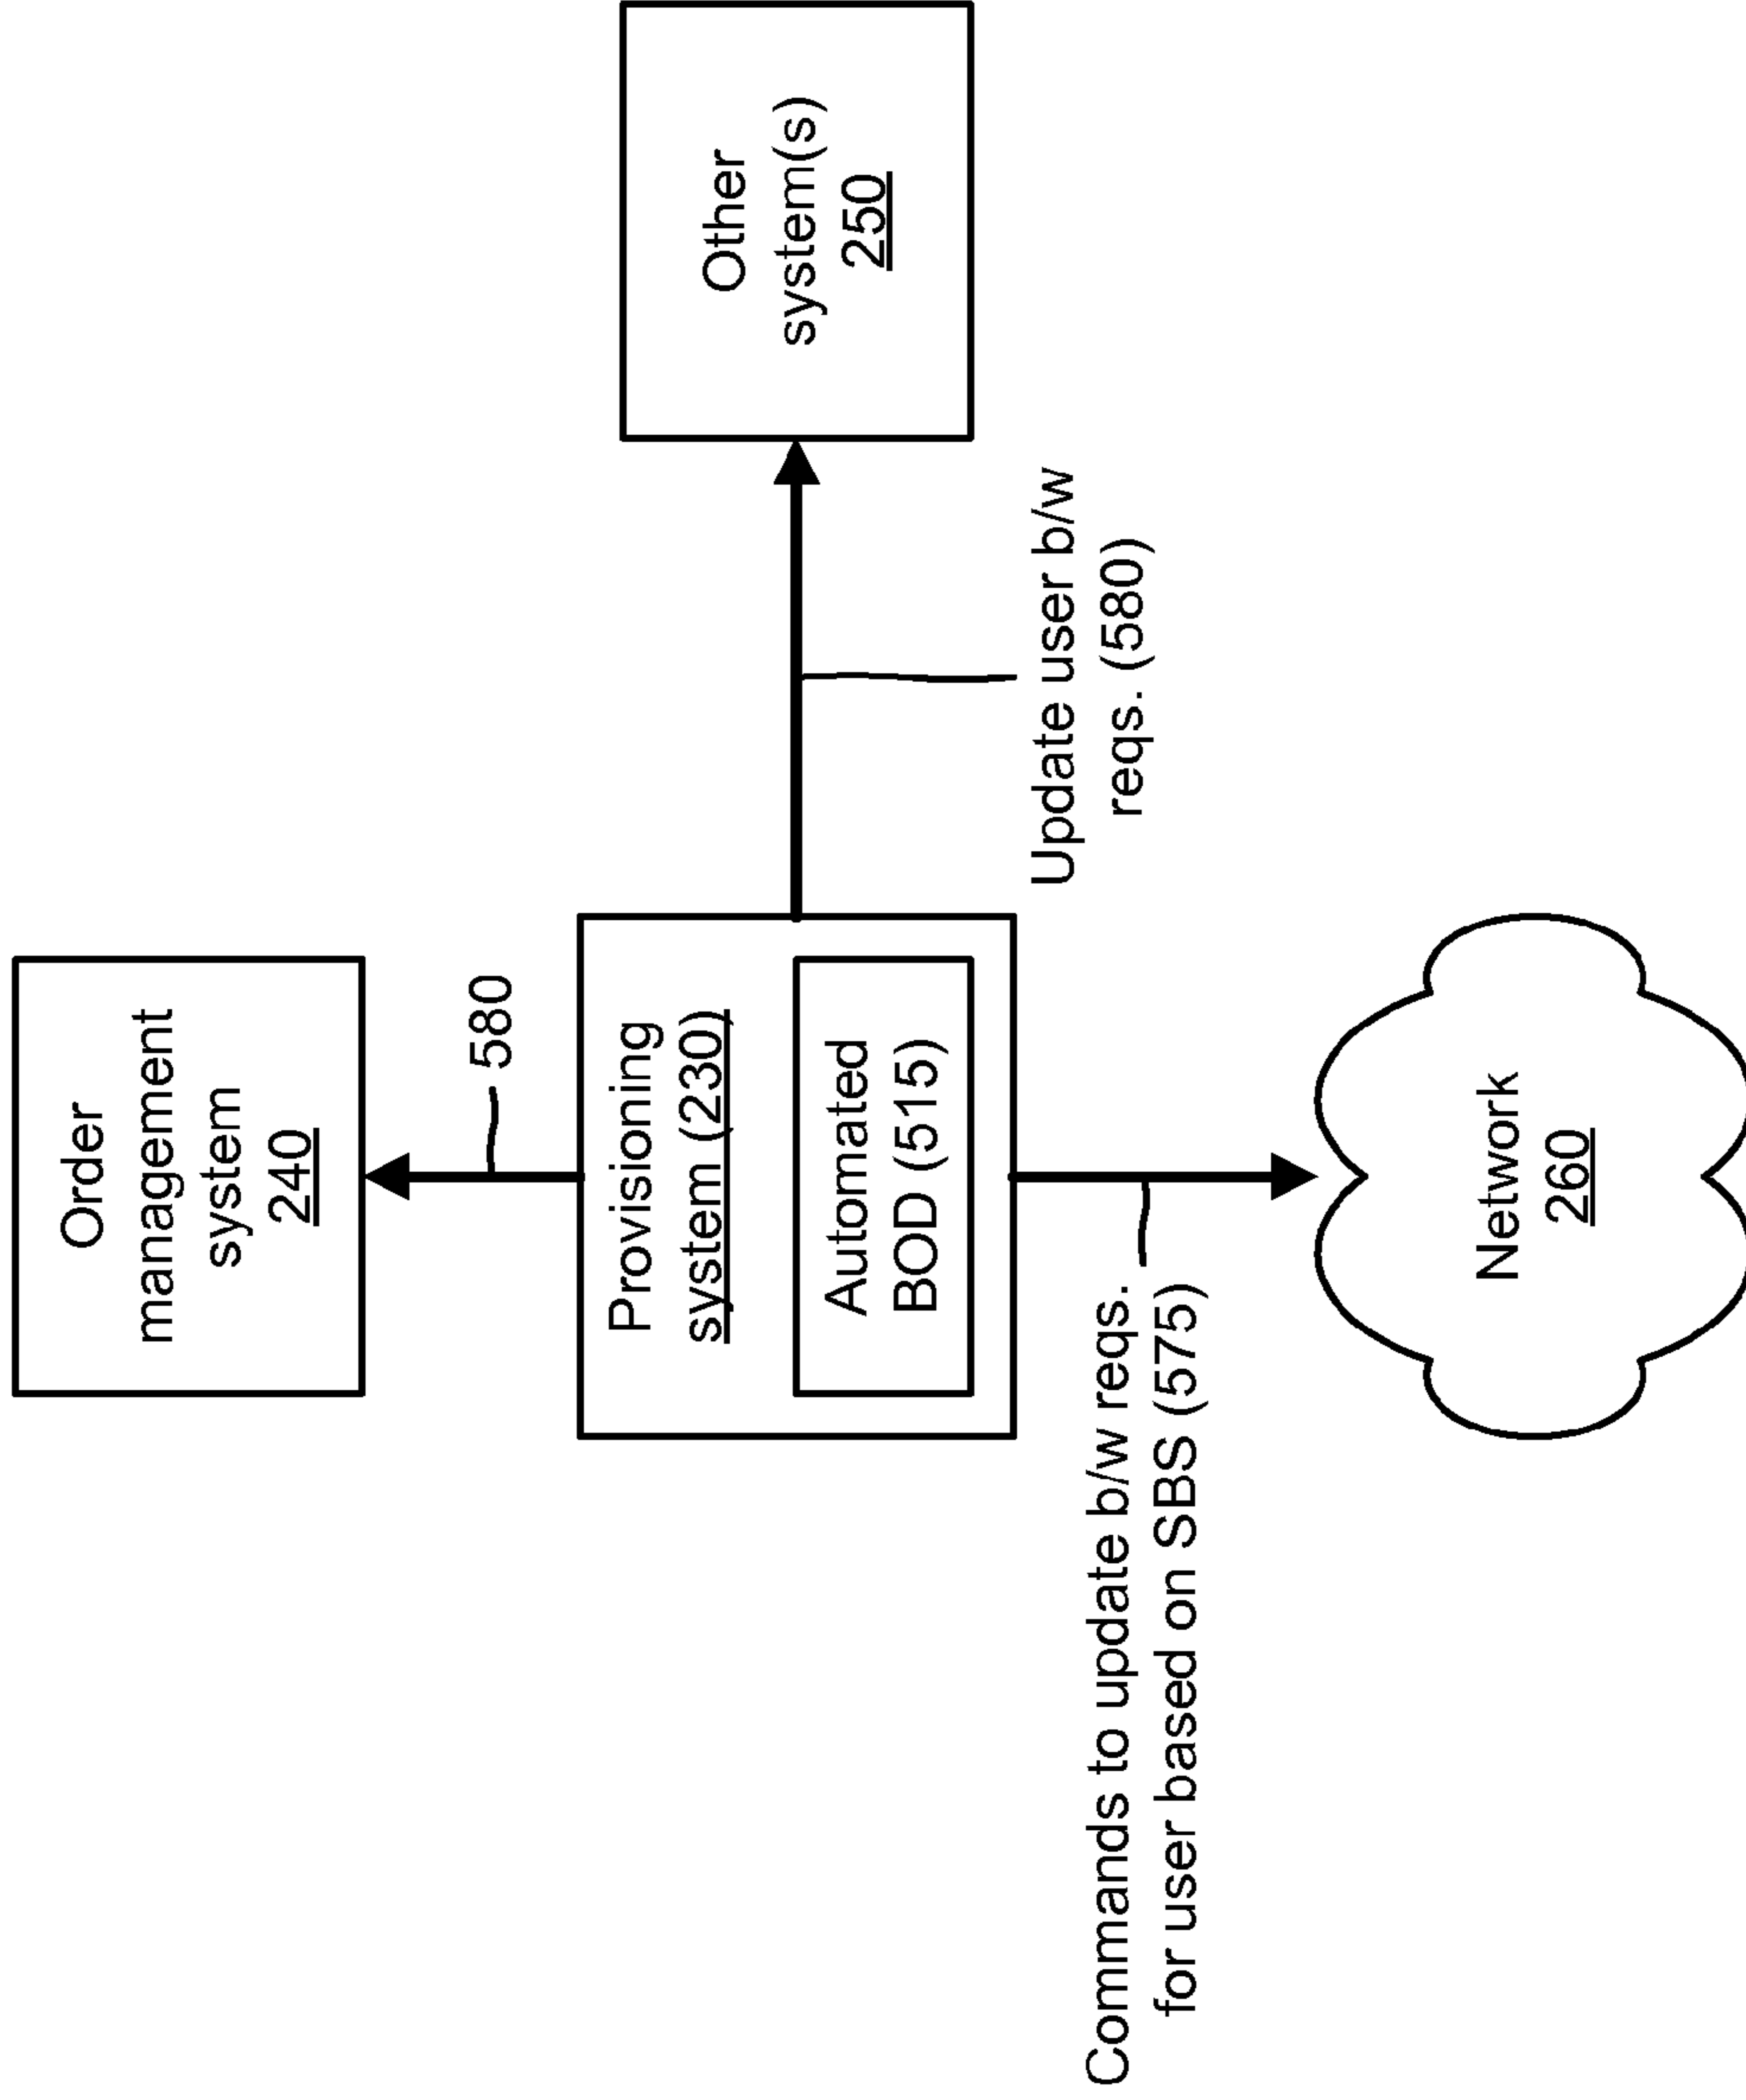 Order
management
system
240
580
Provisioning
system (230)
Automated
BOD (515)
Other
system(s)
250
Update user b/w
reqs. (580)
Commands to update b/w reqs.
for user based on SBS (575)
Network
260